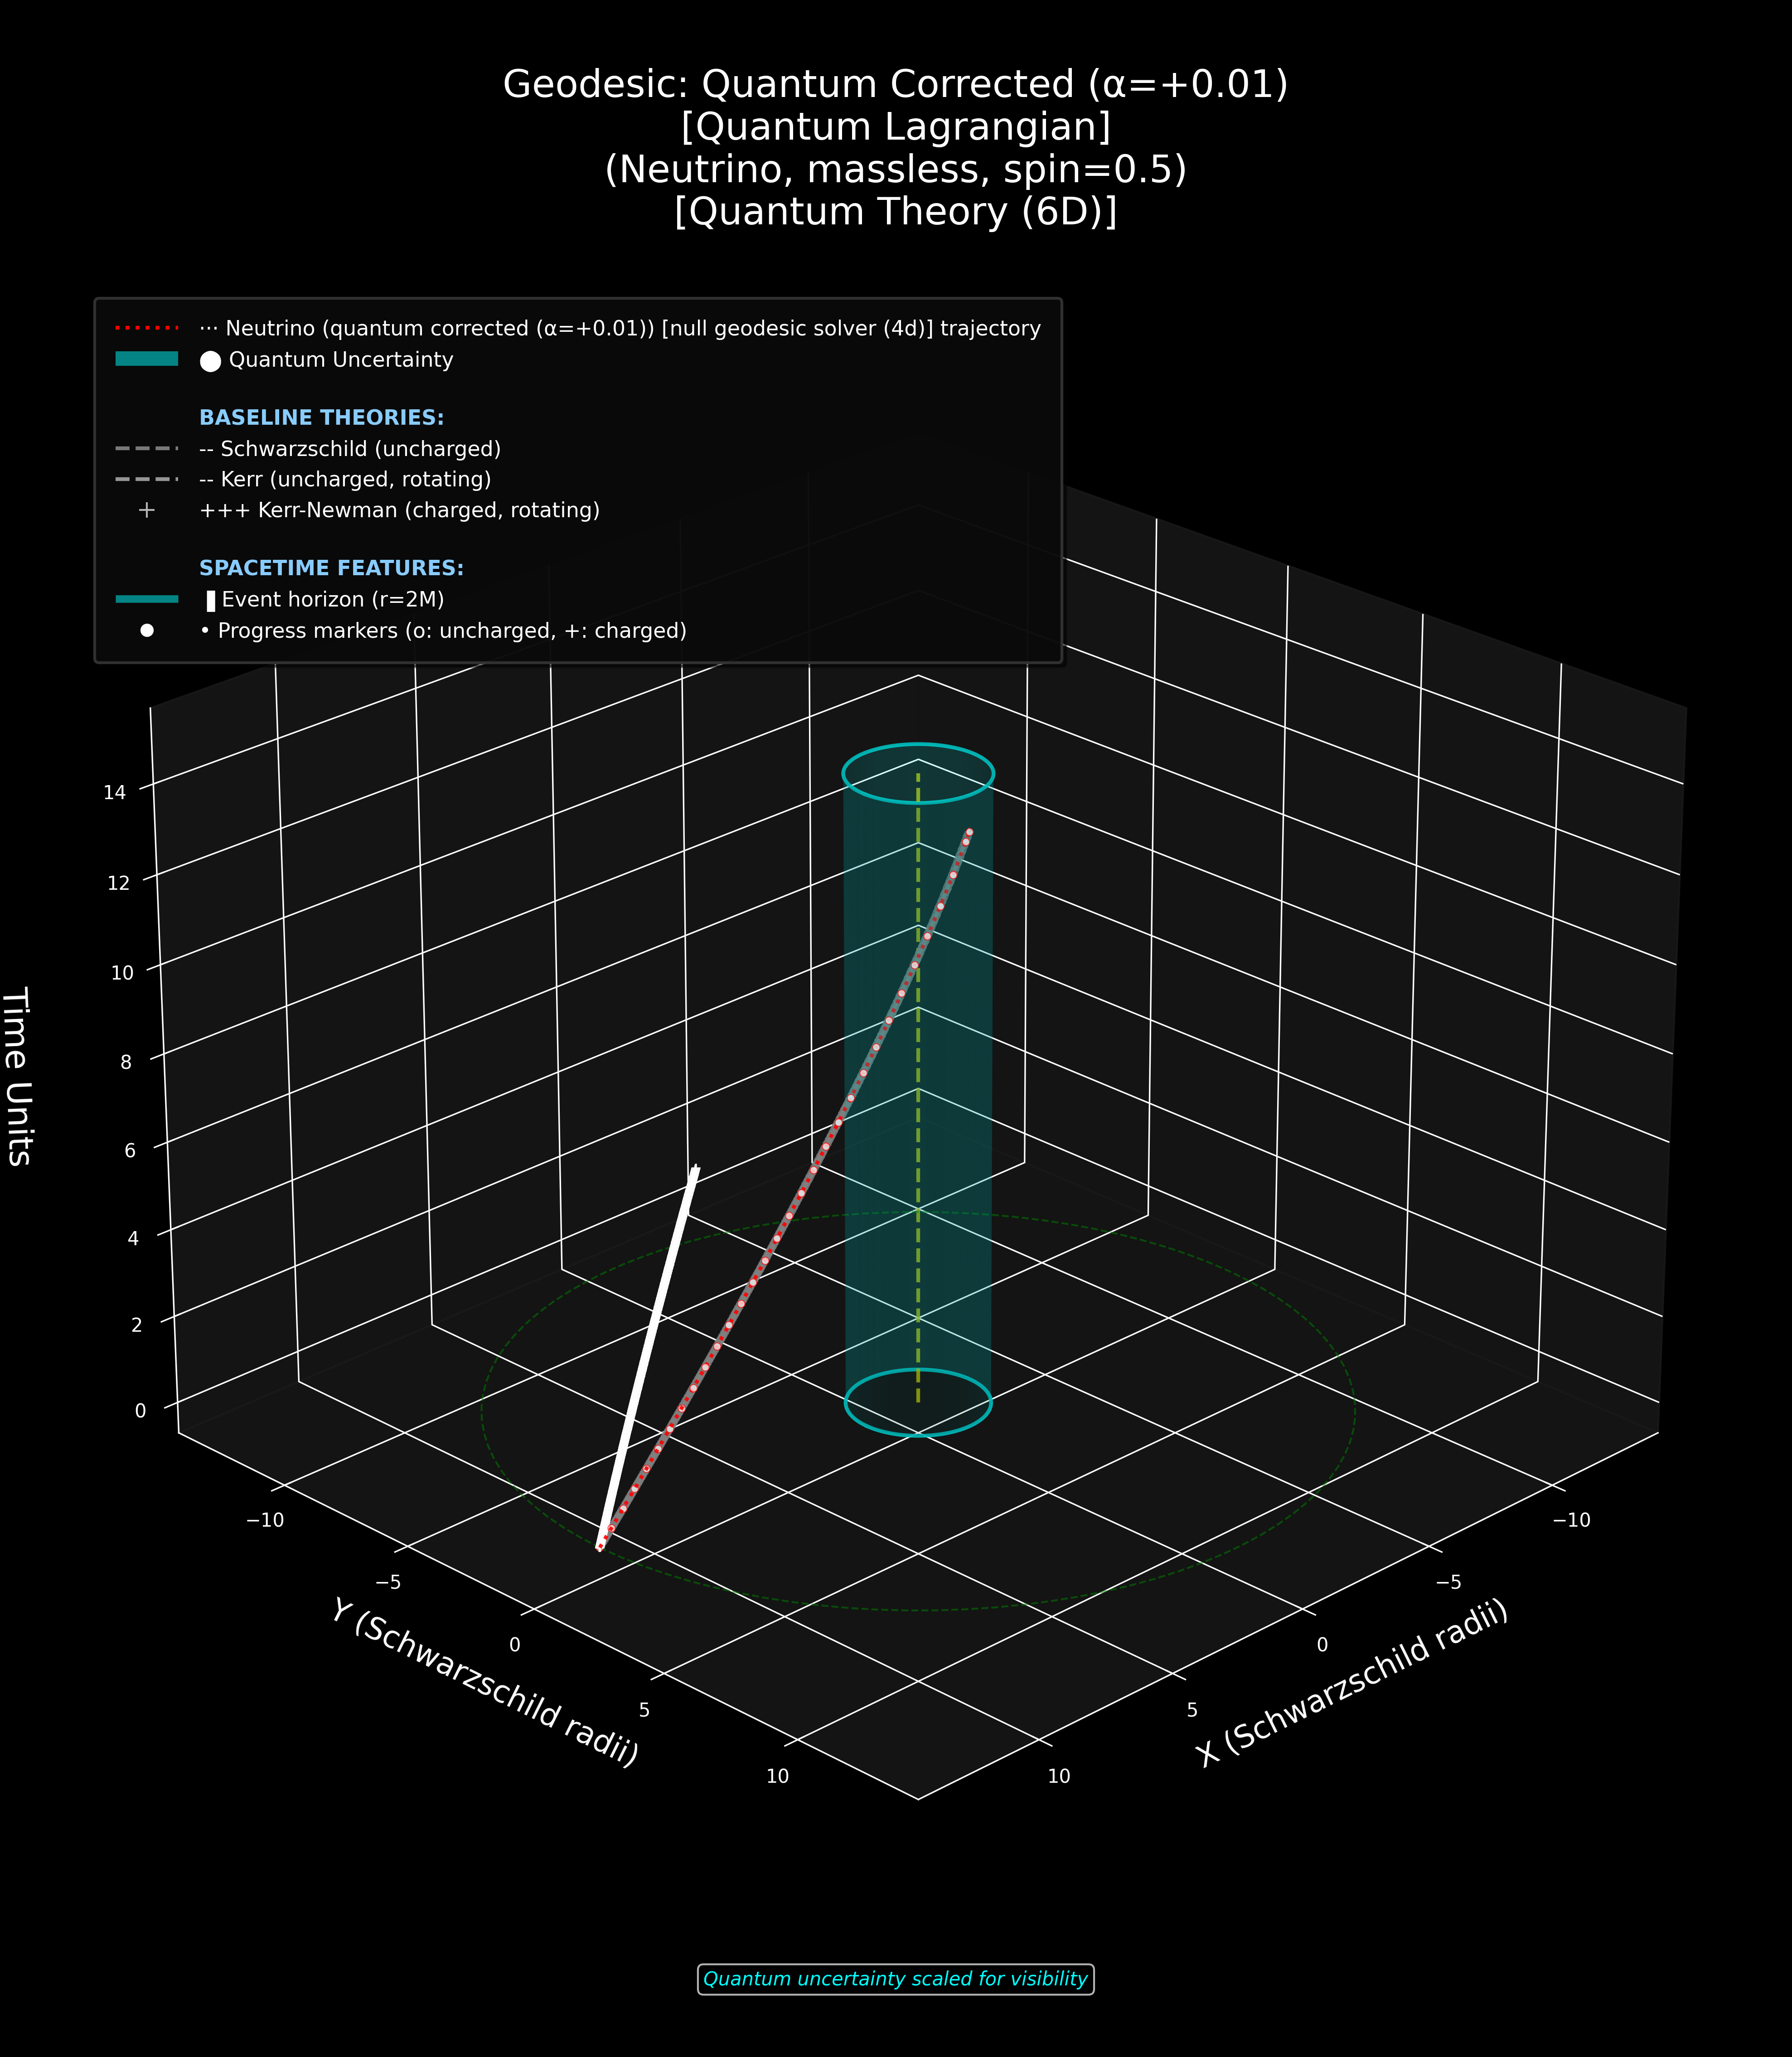 Geodesic: Quantum Corrected (α=+0.01)
[Quantum Lagrangian]
(Neutrino, massless, spin=0.5)
[Quantum Theory (6D)]
··· Neutrino (quantum corrected (α=+0.01)) [null geodesic solver (4d)] trajectory
● Quantum Uncertainty
BASELINE THEORIES:
-- Schwarzschild (uncharged)
-- Kerr (uncharged, rotating)
+++ Kerr-Newman (charged, rotating)
SPACETIME FEATURES:
❚ Event horizon (r=2M)
• Progress markers (o: uncharged, +: charged)
14
12
10
8
6
4
2
0
Time Units
−10
−5
0
5
10
Y (Schwarzschild radii)
10
5
0
−5
−10
X (Schwarzschild radii)
Quantum uncertainty scaled for visibility